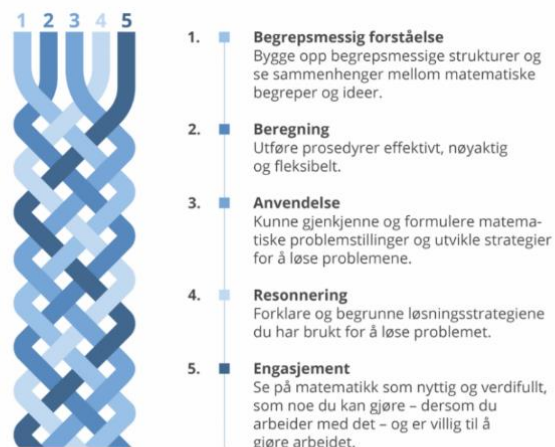 1 2 3 4 5
1. Begrepsmessig forståelse
Bygge opp begrepsmessige strukturer og
se sammenhenger mellom matematiske
begreper og ideer.
2. Beregning
Utføre prosedyrer effektivt, nøyaktig
og fleksibelt.
3. Anvendelse
Kunne gjenkjenne og formulere matema-
tiske problemstillinger og utvikle strategier
for å løse problemene.
4. Resonnering
Forklare og begrunne løsningsstrategiene
du har brukt for å løse problemet.
5. Engasjement
Se på matematikk som nyttig og verdifullt,
som noe du kan gjøre – dersom du
arbeider med det – og er villig til å
gjøre arbeidet.